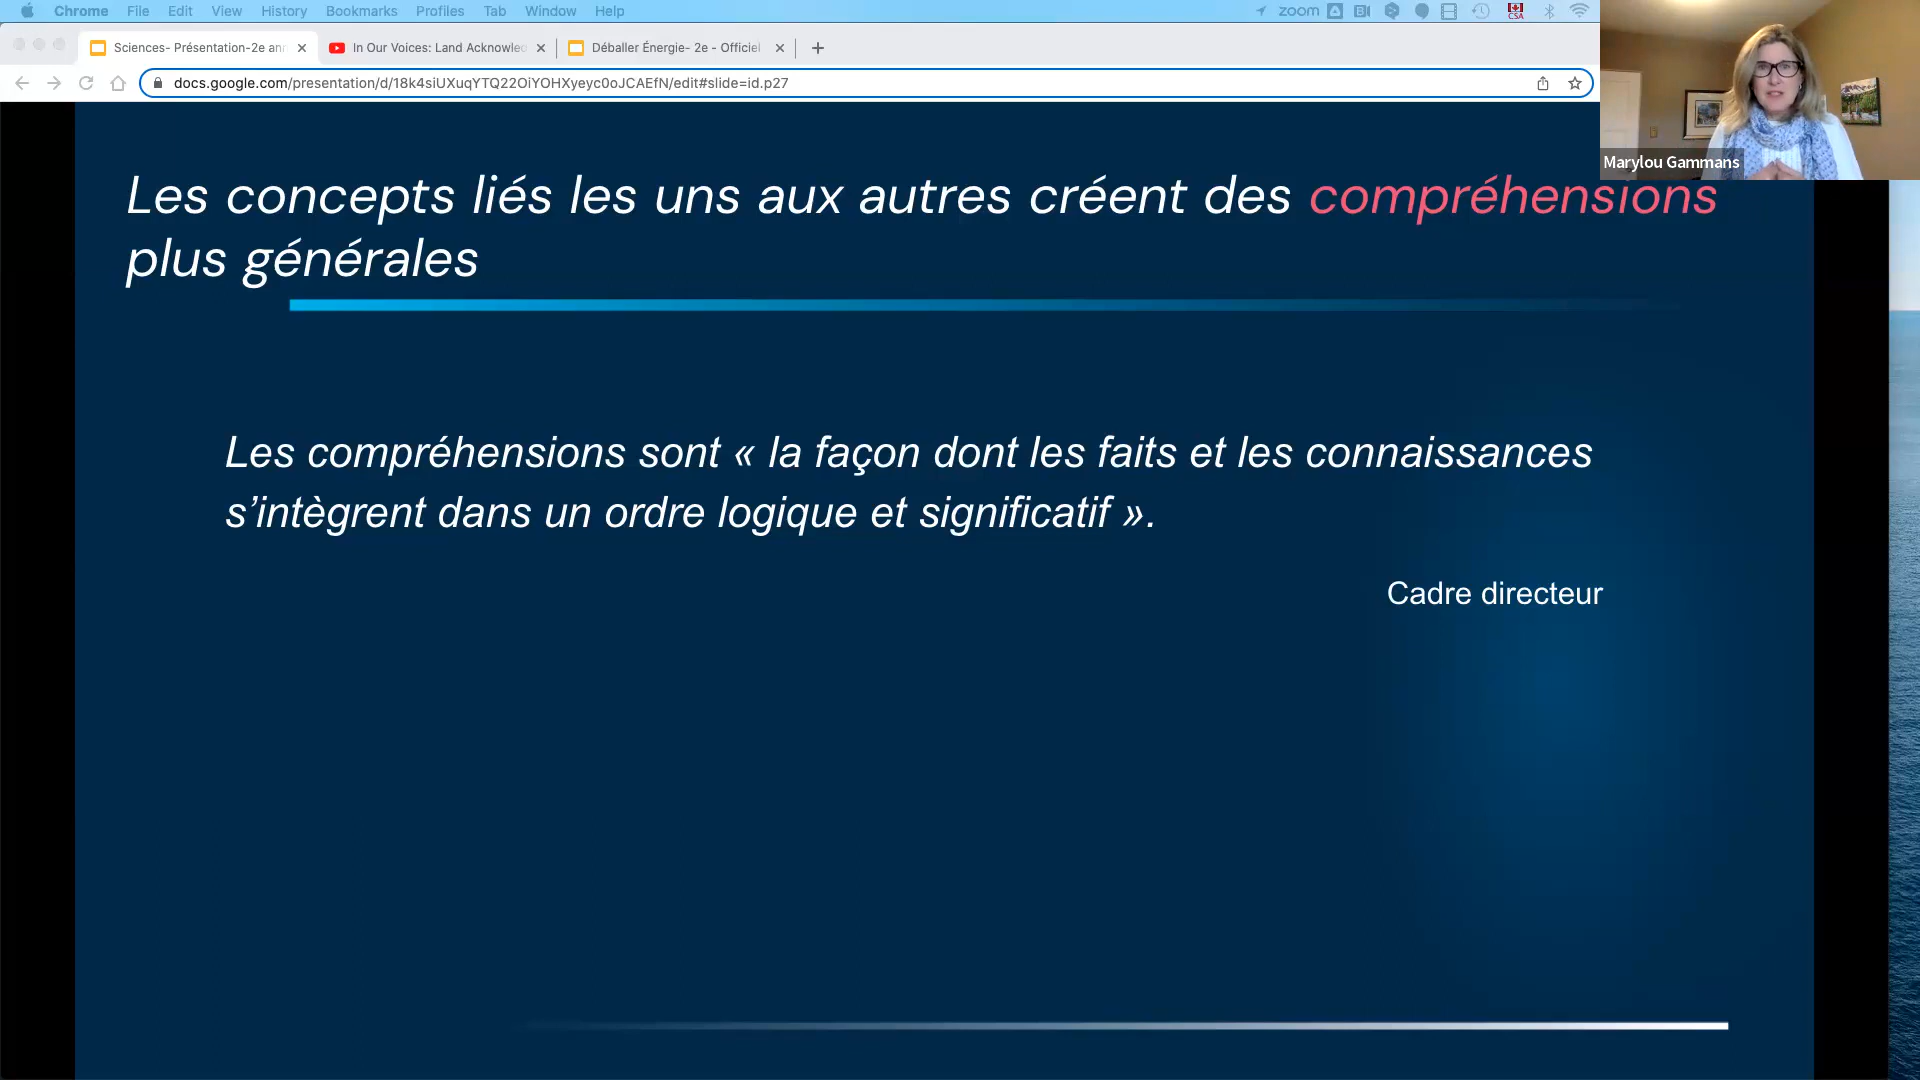 Chrome File Edit View History Bookmarks Profiles Tab Window Help zoom CSA
Sciences- Présentation-2e ann In Our Voices: Land Acknowle Déballer Énergie- 2e - Officiel
docs.google.com/presentation/d/18k4siUXuqYTQ22OiYOHXyeyc0oJCAEfN/edit#slide=id.p27
Marylou Gammans
Les concepts liés les uns aux autres créent des compréhensions
plus générales
Les compréhensions sont « la façon dont les faits et les connaissances
s’intègrent dans un ordre logique et significatif ».
Cadre directeur